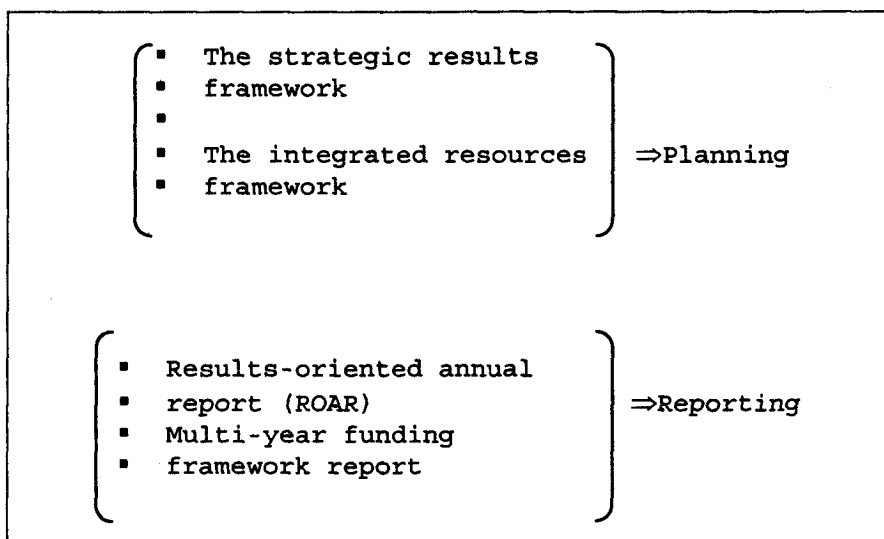 ▪ The strategic results
▪ framework
▪
▪ The integrated resources ⇒Planning
▪ framework
▪ Results-oriented annual
▪ report (ROAR) ⇒Reporting
▪ Multi-year funding
▪ framework report